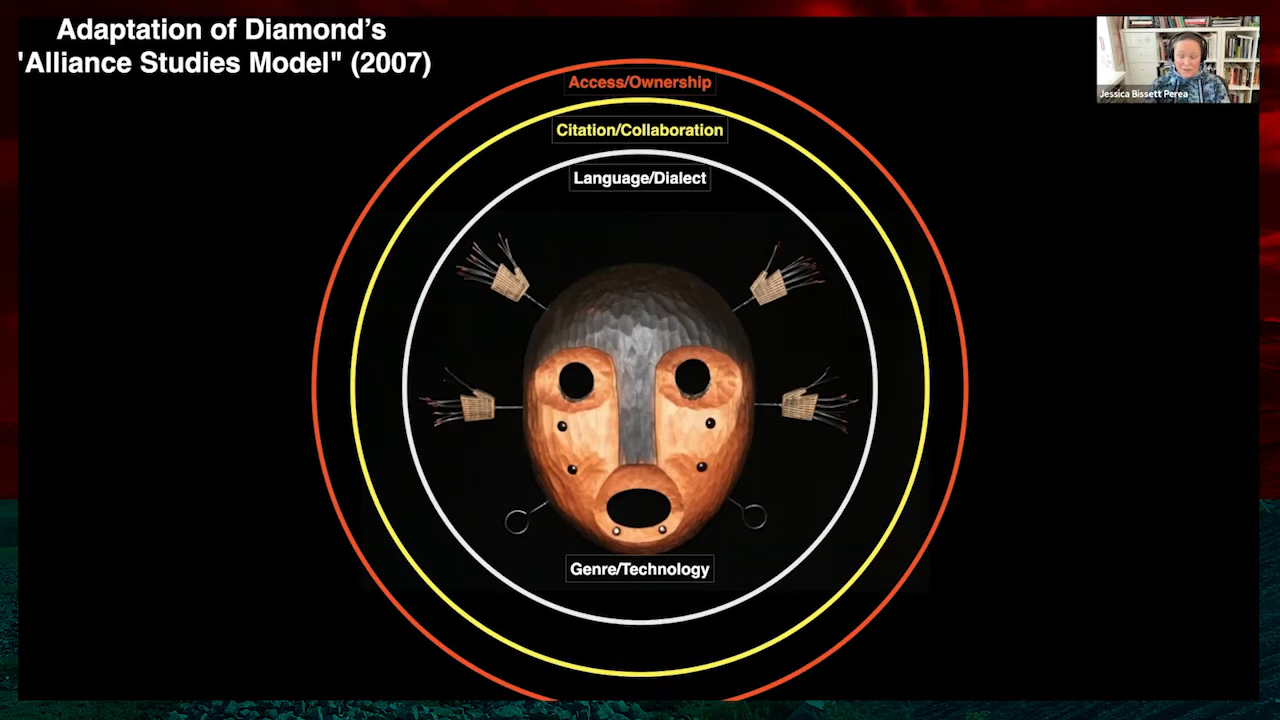 Adaptation of Diamond’s
'Alliance Studies Model" (2007)
Access/Ownership
Citation/Collaboration
Language/Dialect
Genre/Technology
Jessica Bissett Perea